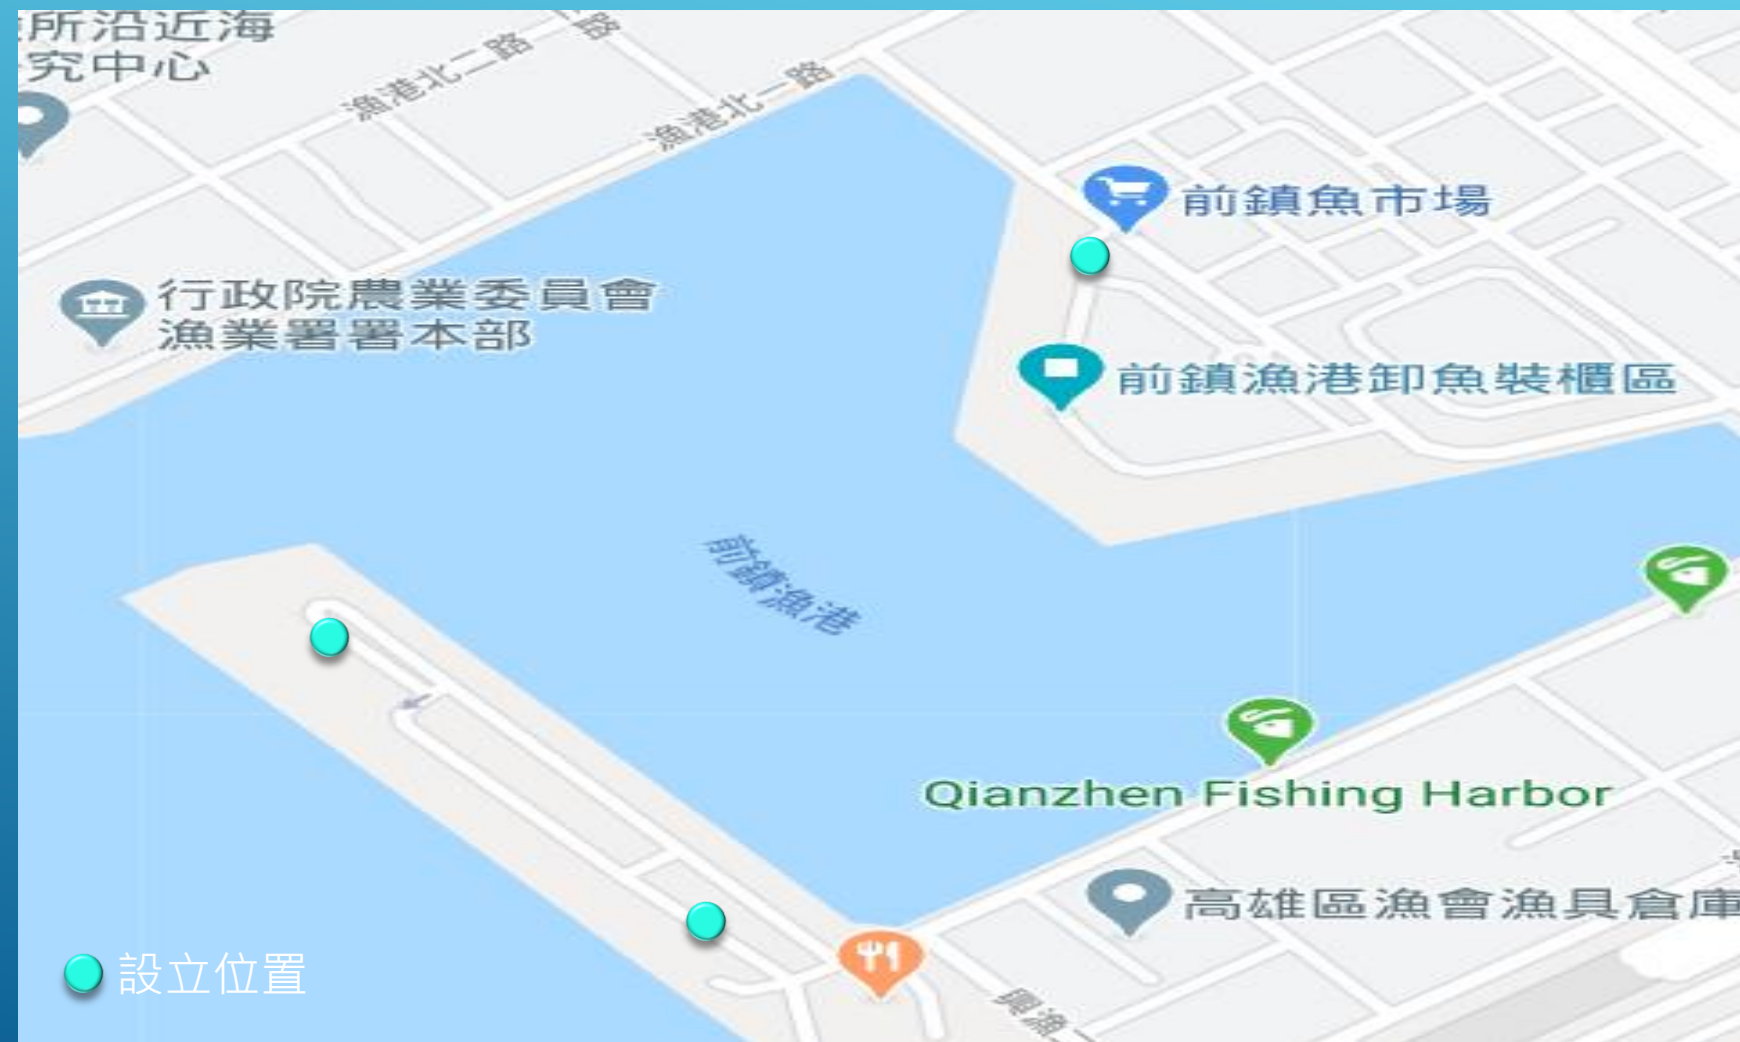 所沿近海
究中心
漁港北二路
路
漁港北一路
前鎮魚市場
行政院農業委員會
漁業署署本部
前鎮漁港卸魚裝櫃區
前鎮漁港
Qianzhen Fishing Harbor
高雄區漁會漁具倉庫
設立位置
興漁